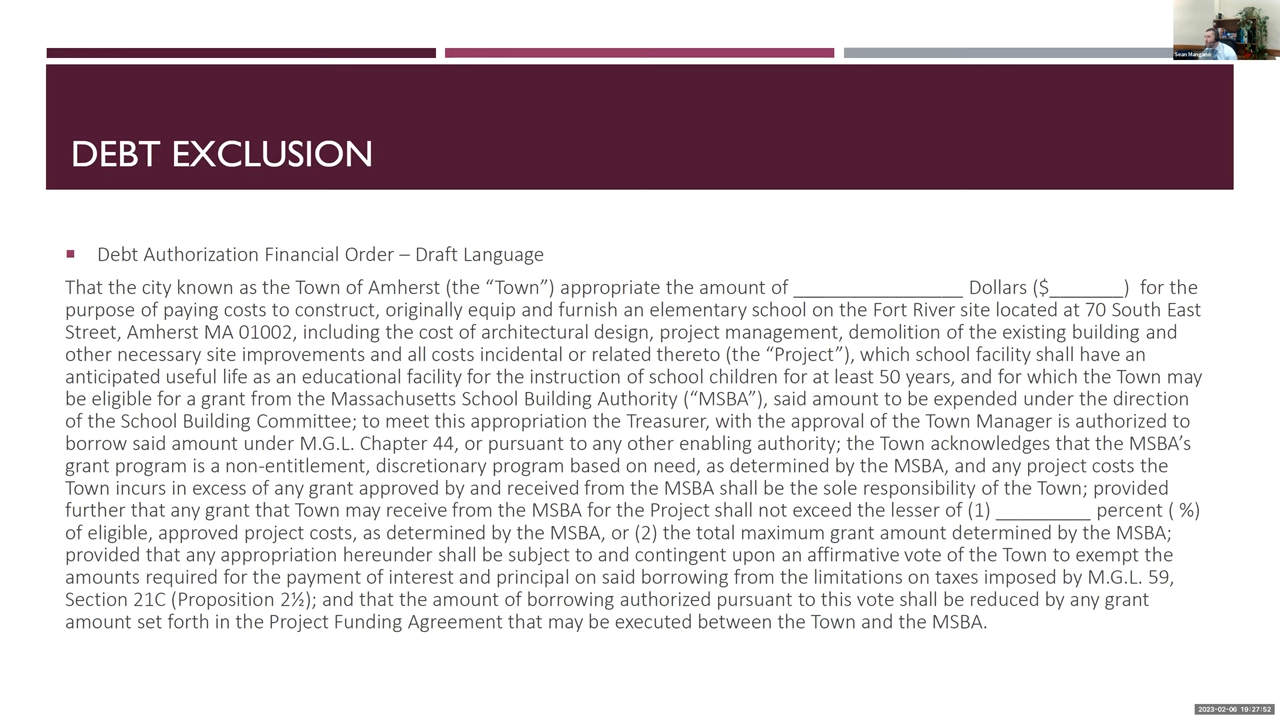 Sean Mangano
DEBT EXCLUSION
▪ Debt Authorization Financial Order – Draft Language
That the city known as the Town of Amherst (the “Town”) appropriate the amount of _________________ Dollars ($_______)  for the
purpose of paying costs to construct, originally equip and furnish an elementary school on the Fort River site located at 70 South East
Street, Amherst MA 01002, including the cost of architectural design, project management, demolition of the existing building and
other necessary site improvements and all costs incidental or related thereto (the “Project”), which school facility shall have an
anticipated useful life as an educational facility for the instruction of school children for at least 50 years, and for which the Town may
be eligible for a grant from the Massachusetts School Building Authority (“MSBA”), said amount to be expended under the direction
of the School Building Committee; to meet this appropriation the Treasurer, with the approval of the Town Manager is authorized to
borrow said amount under M.G.L. Chapter 44, or pursuant to any other enabling authority; the Town acknowledges that the MSBA’s
grant program is a non-entitlement, discretionary program based on need, as determined by the MSBA, and any project costs the
Town incurs in excess of any grant approved by and received from the MSBA shall be the sole responsibility of the Town; provided
further that any grant that Town may receive from the MSBA for the Project shall not exceed the lesser of (1) _________ percent ( %)
of eligible, approved project costs, as determined by the MSBA, or (2) the total maximum grant amount determined by the MSBA;
provided that any appropriation hereunder shall be subject to and contingent upon an affirmative vote of the Town to exempt the
amounts required for the payment of interest and principal on said borrowing from the limitations on taxes imposed by M.G.L. 59,
Section 21C (Proposition 2½); and that the amount of borrowing authorized pursuant to this vote shall be reduced by any grant
amount set forth in the Project Funding Agreement that may be executed between the Town and the MSBA.
2023-02-06 19:27:52